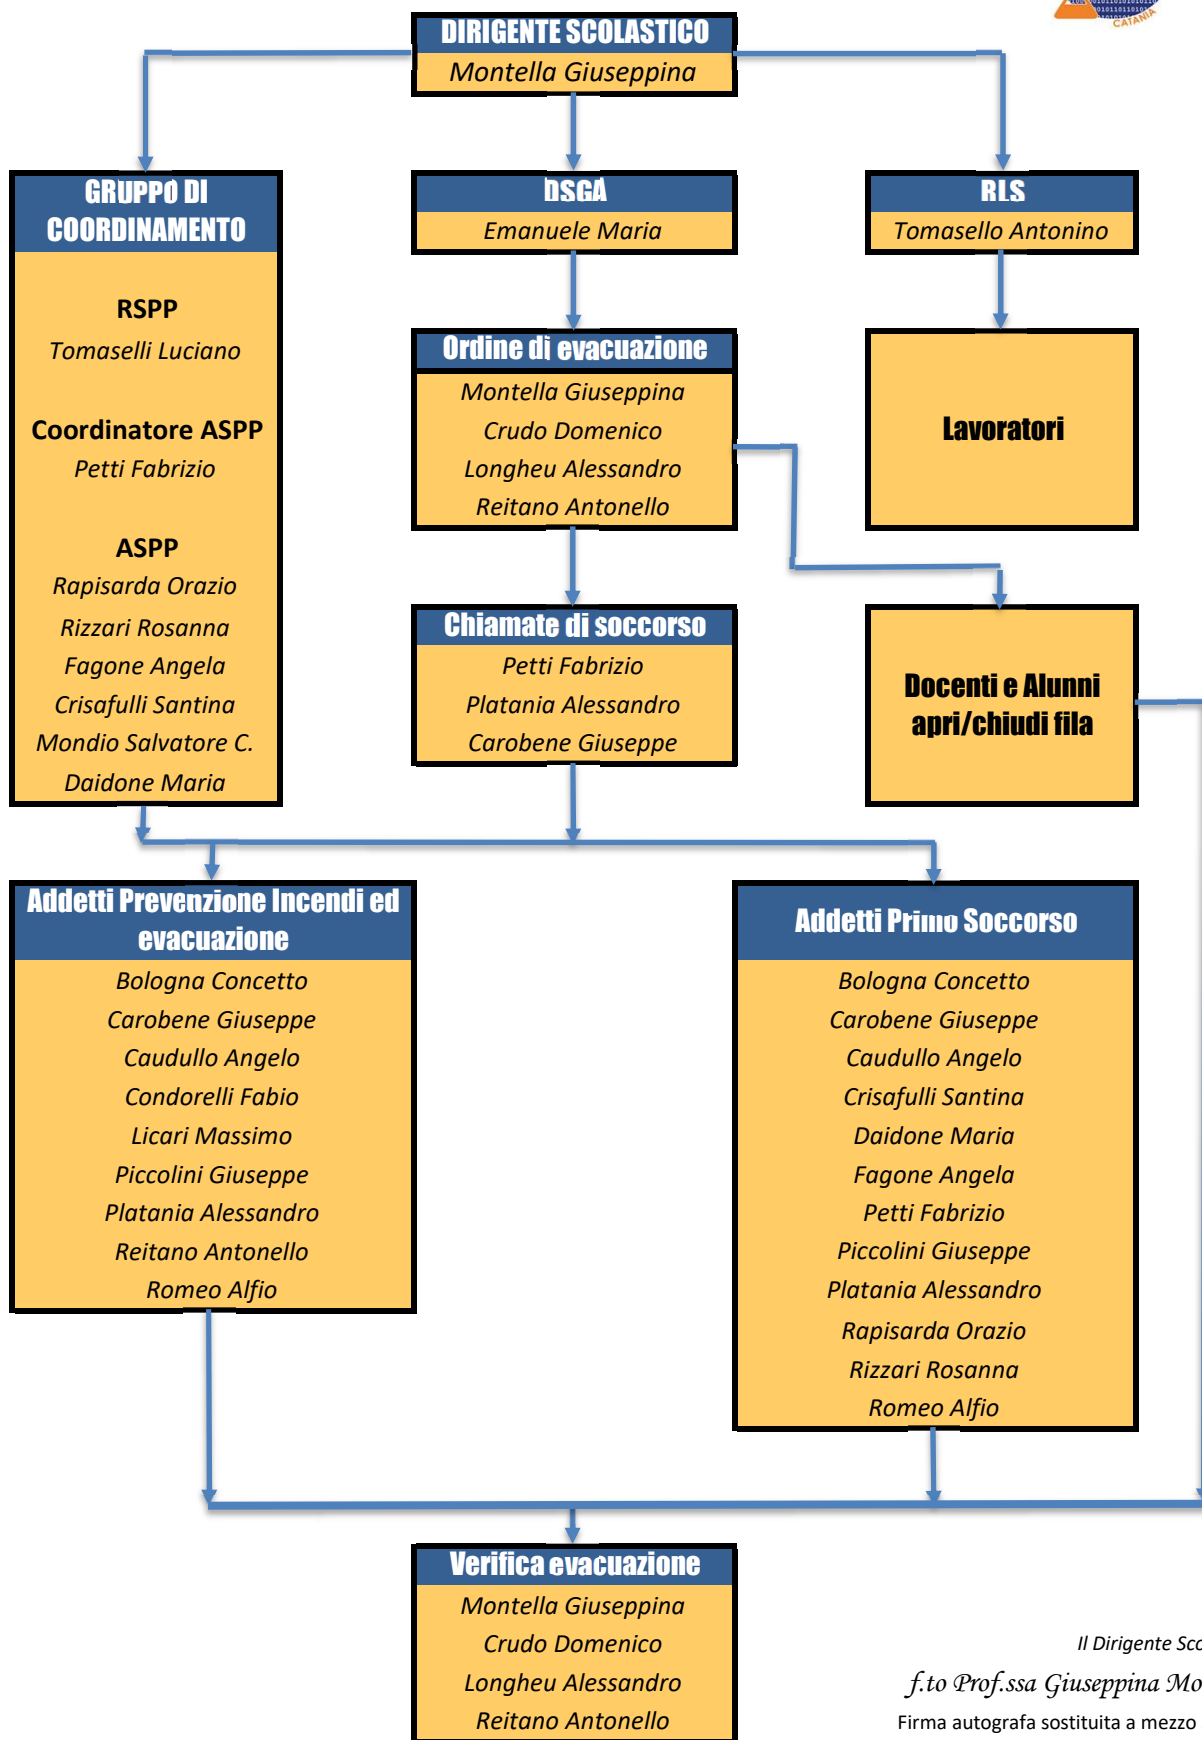 CATANIA
DIRIGENTE SCOLASTICO
Montella Giuseppina
GRUPPO DI
COORDINAMENTO
RSPP
Tomaselli Luciano
Coordinatore ASPP
Petti Fabrizio
ASPP
Rapisarda Orazio
Rizzari Rosanna
Fagone Angela
Crisafulli Santina
Mondio Salvatore C.
Daidone Maria
DSGA
Emanuele Maria
RLS
Tomasello Antonino
Ordine di evacuazione
Montella Giuseppina
Crudo Domenico
Longheu Alessandro
Reitano Antonello
Lavoratori
Chiamate di soccorso
Petti Fabrizio
Platania Alessandro
Carobene Giuseppe
Docenti e Alunni
apri/chiudi fila
Addetti Prevenzione Incendi ed
evacuazione
Bologna Concetto
Carobene Giuseppe
Caudullo Angelo
Condorelli Fabio
Licari Massimo
Piccolini Giuseppe
Platania Alessandro
Reitano Antonello
Romeo Alfio
Addetti Primo Soccorso
Bologna Concetto
Carobene Giuseppe
Caudullo Angelo
Crisafulli Santina
Daidone Maria
Fagone Angela
Petti Fabrizio
Piccolini Giuseppe
Platania Alessandro
Rapisarda Orazio
Rizzari Rosanna
Romeo Alfio
Verifica evacuazione
Montella Giuseppina
Crudo Domenico
Longheu Alessandro
Reitano Antonello
Il Dirigente Sco
f.to Prof.ssa Giuseppina Mo
Firma autografa sostituita a mezzo